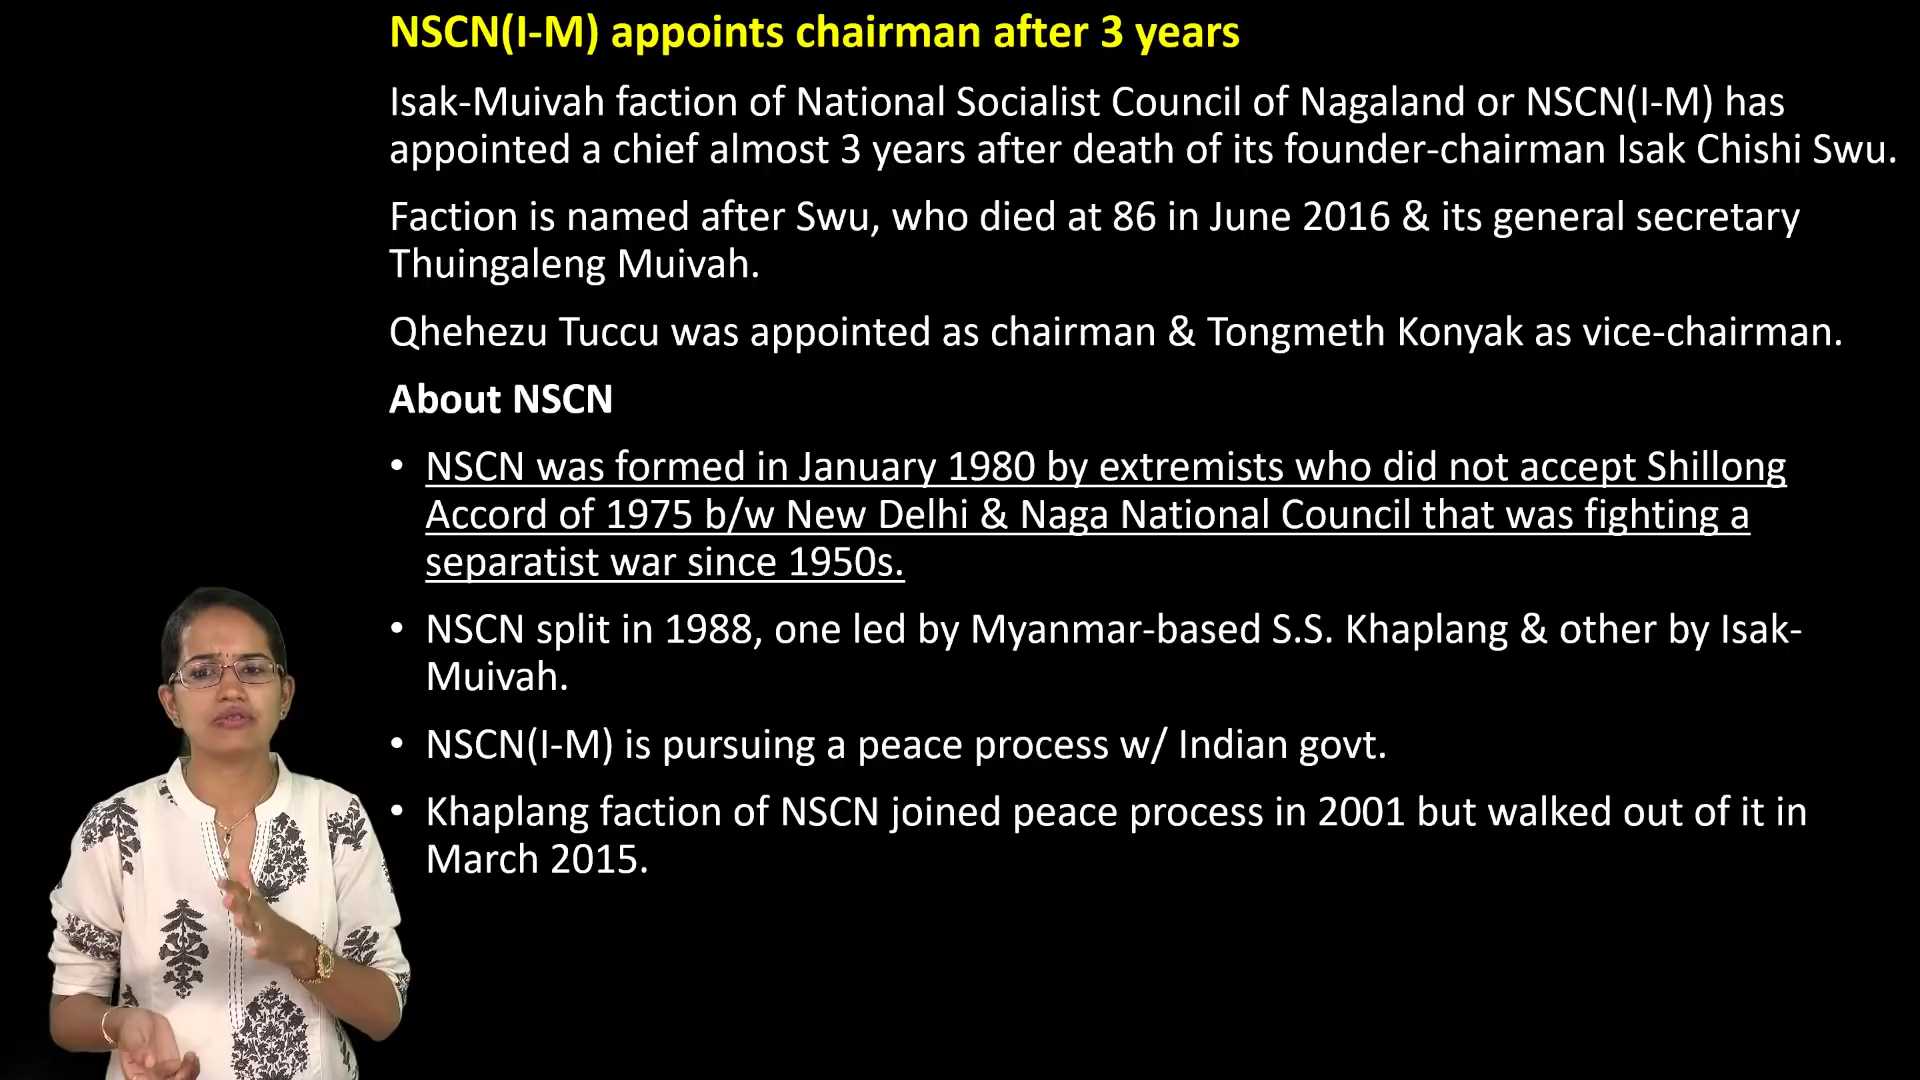 NSCN(I-M) appoints chairman after 3 years
Isak-Muivah faction of National Socialist Council of Nagaland or NSCN(I-M) has
appointed a chief almost 3 years after death of its founder-chairman Isak Chishi Swu.
Faction is named after Swu, who died at 86 in June 2016 & its general secretary
Thuingaleng Muivah.
Qhehezu Tuccu was appointed as chairman & Tongmeth Konyak as vice-chairman.
About NSCN
• NSCN was formed in January 1980 by extremists who did not accept Shillong
Accord of 1975 b/w New Delhi & Naga National Council that was fighting a
separatist war since 1950s.
• NSCN split in 1988, one led by Myanmar-based S.S. Khaplang & other by Isak-
Muivah.
• NSCN(I-M) is pursuing a peace process w/ Indian govt.
• Khaplang faction of NSCN joined peace process in 2001 but walked out of it in
March 2015.